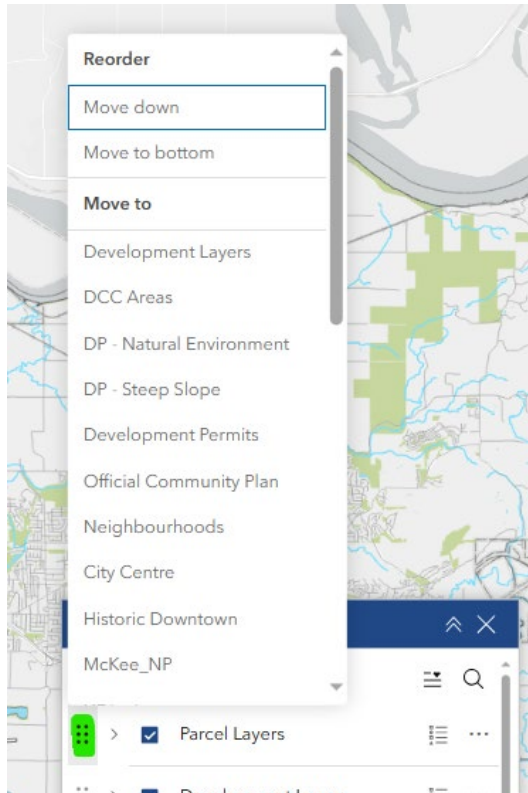 Reorder
Move down
Move to bottom
Move to
Development Layers
DCC Areas
DP - Natural Environment
DP - Steep Slope
Development Permits
Official Community Plan
Neighbourhoods
City Centre
Historic Downtown
McKee_NP
Parcel Layers